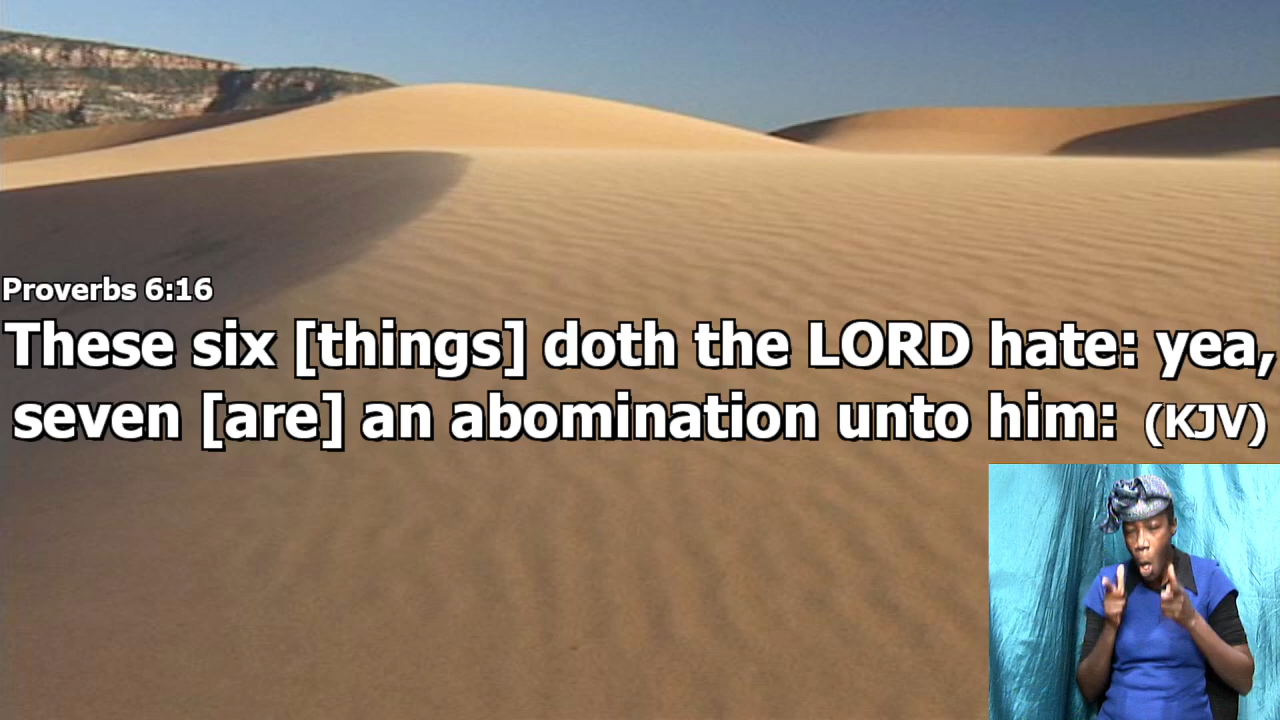 Proverbs 6:16
These six [things] doth the LORD hate: yea,
seven [are] an abomination unto him: (KJV)